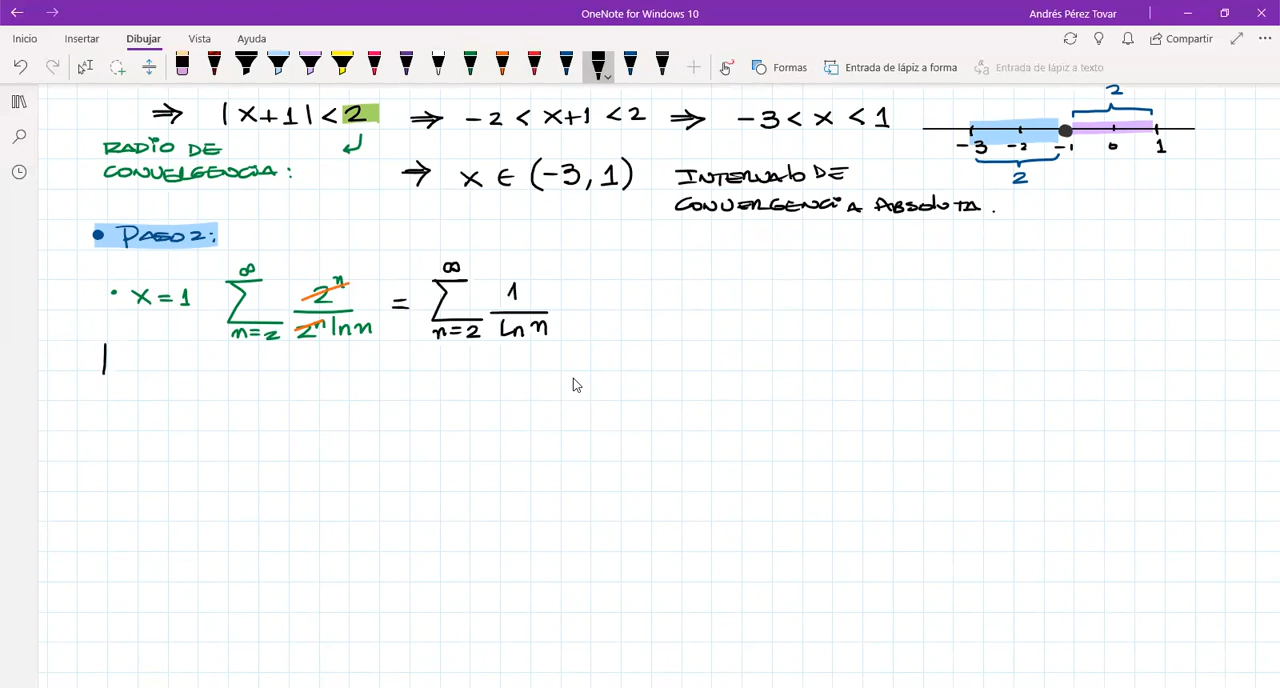 OneNote for Windows 10
Andrés Pérez Tovar
Inicio Insertar Dibujar Vista Ayuda
Compartir
Formas
Entrada de lápiz a forma
Entrada de lápiz a texto
⇒ |x+1| < 2 ⇒ -2 < x+1 < 2 ⇒ -3 < x < 1
2
-3 -2 -1 0 1
2
RADIO DE
CONVERGENCIA:
⇒ x ∈ (-3, 1)
INTERVALO DE
CONVERGENCIA ABSOLUTA.
• PASO 2:
• x = 1 ∑_{n=2}^{∞} 2^n / (2^n ln n) = ∑_{n=2}^{∞} 1 / ln n